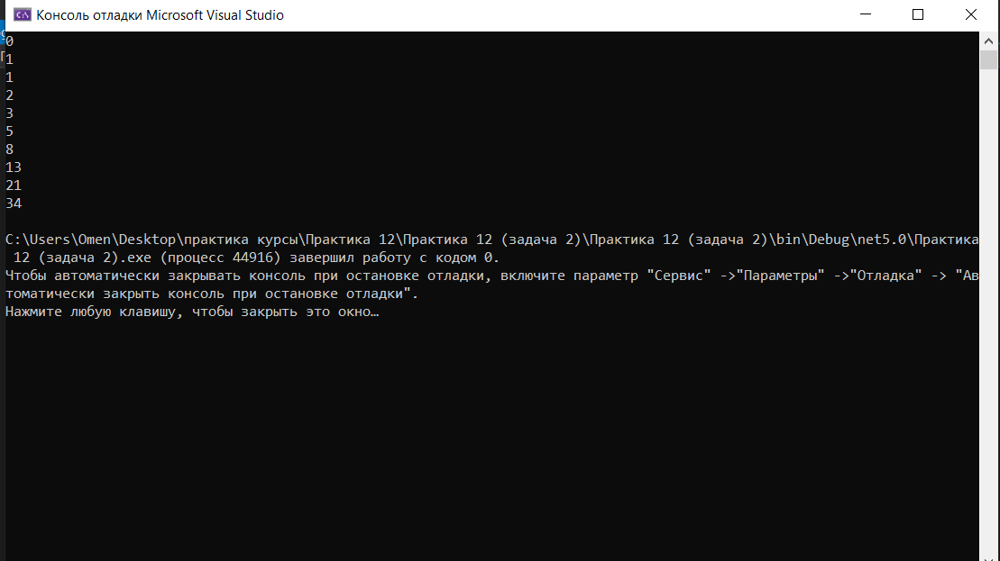 Консоль отладки Microsoft Visual Studio
0
1
1
2
3
5
8
13
21
34
C:\Users\Omen\Desktop\практика курсы\Практика 12\Практика 12 (задача 2)\Практика 12 (задача 2)\bin\Debug\net5.0\Практика
12 (задача 2).exe (процесс 44916) завершил работу с кодом 0.
Чтобы автоматически закрывать консоль при остановке отладки, включите параметр "Сервис" ->"Параметры" ->"Отладка" -> "Ав
томатически закрыть консоль при остановке отладки".
Нажмите любую клавишу, чтобы закрыть это окно…